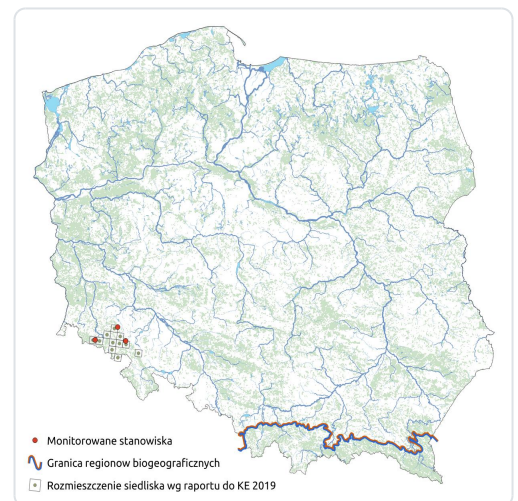 Monitorowane stanowiska
Granica regionow biogeograficznych
Rozmieszczenie siedliska wg raportu do KE 2019